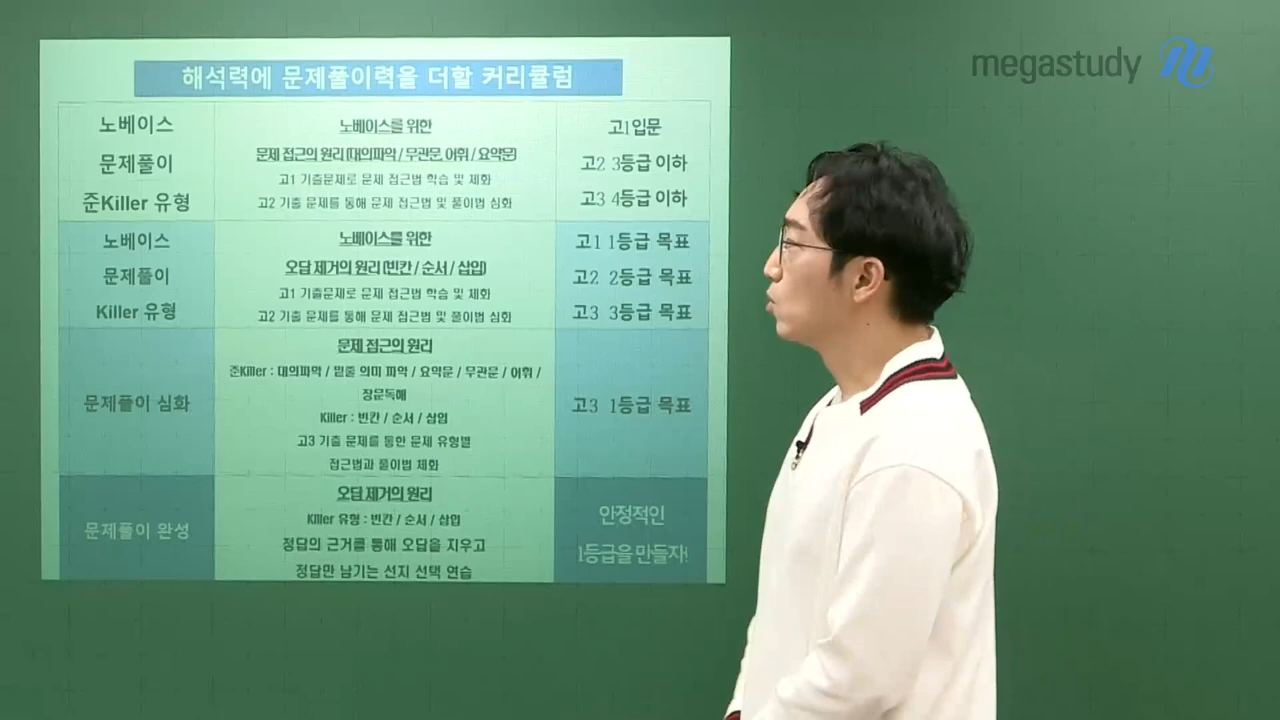 megastudy
해석력에 문제풀이력을 더할 커리큘럼
노베이스
문제풀이
준Killer 유형
노베이스를 위한
문제 접근의 원리 (대의파악 / 무관문, 어휘 / 요약문)
고1 기출문제로 문제 접근법 학습 및 체화
고2 기출 문제를 통해 문제 접근법 및 풀이법 심화
고1입문
고2 3등급 이하
고3 4등급 이하
노베이스
문제풀이
Killer 유형
노베이스를 위한
오답 제거의 원리 (빈칸 / 순서 / 삽입)
고1 기출문제로 문제 접근법 학습 및 체화
고2 기출 문제를 통해 문제 접근법 및 풀이법 심화
고1 1등급 목표
고2 2등급 목표
고3 3등급 목표
문제풀이 심화
문제 접근의 원리
준Killer : 대의파악 / 밑줄 의미 파악 / 요약문 / 무관문 / 어휘 /
장문독해
Killer : 빈칸 / 순서 / 삽입
고3 기출 문제를 통한 문제 유형별
접근법과 풀이법 체화
고3 1등급 목표
문제풀이 완성
오답 제거의 원리
Killer 유형 : 빈칸 / 순서 / 삽입
정답의 근거를 통해 오답을 지우고
정답만 남기는 선지 선택 연습
안정적인
1등급을 만들자!